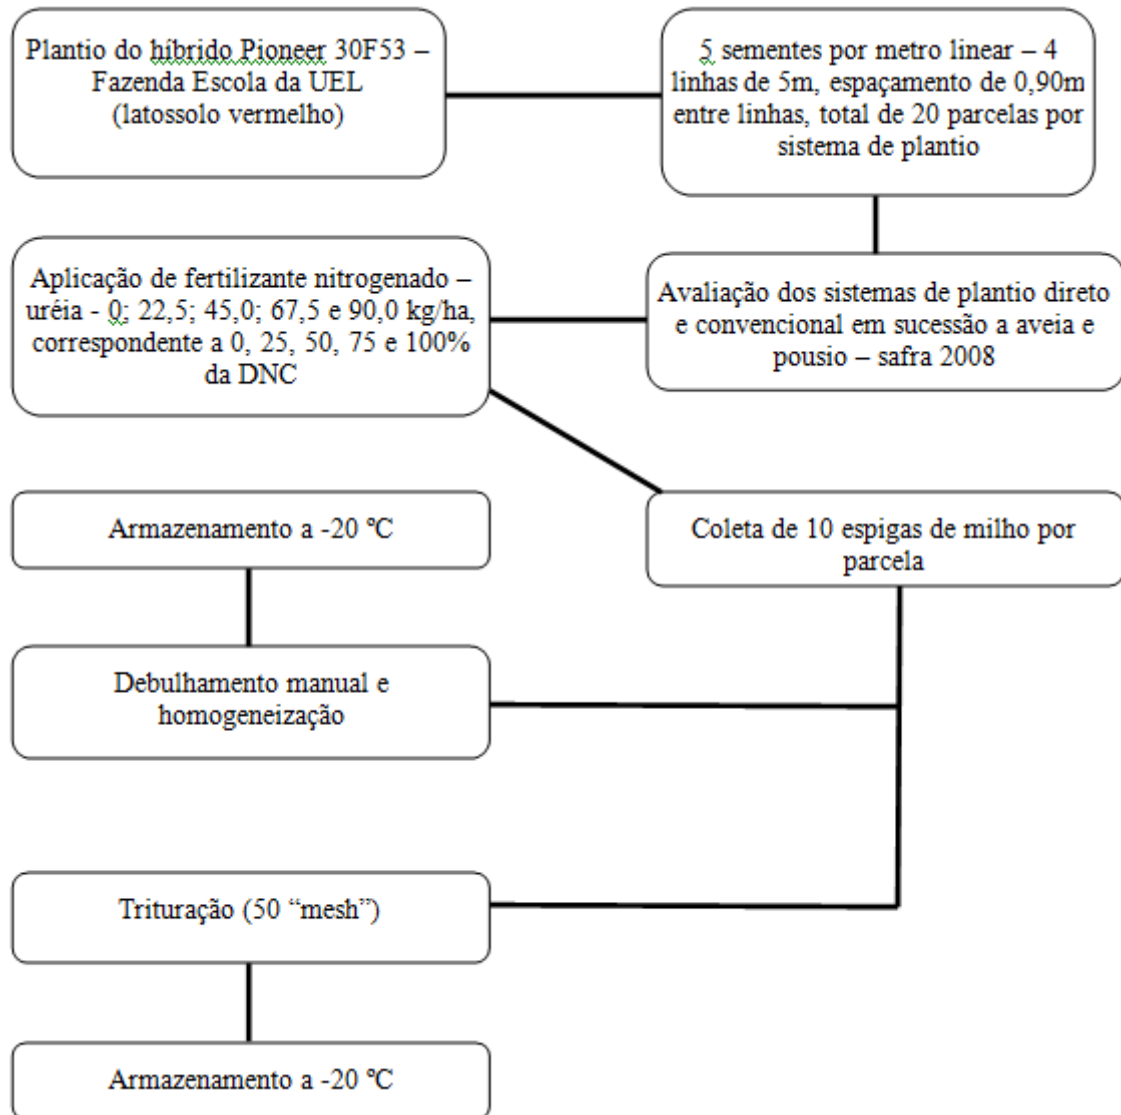 Plantio do híbrido Pioneer 30F53 –
Fazenda Escola da UEL
(latossolo vermelho)
5 sementes por metro linear – 4
linhas de 5m, espaçamento de 0,90m
entre linhas, total de 20 parcelas por
sistema de plantio
Avaliação dos sistemas de plantio direto
e convencional em sucessão a aveia e
pousio – safra 2008
Aplicação de fertilizante nitrogenado –
uréia - 0; 22,5; 45,0; 67,5 e 90,0 kg/ha,
correspondente a 0, 25, 50, 75 e 100%
da DNC
Coleta de 10 espigas de milho por
parcela
Armazenamento a -20 ºC
Debulhamento manual e
homogeneização
Trituração (50 “mesh”)
Armazenamento a -20 ºC